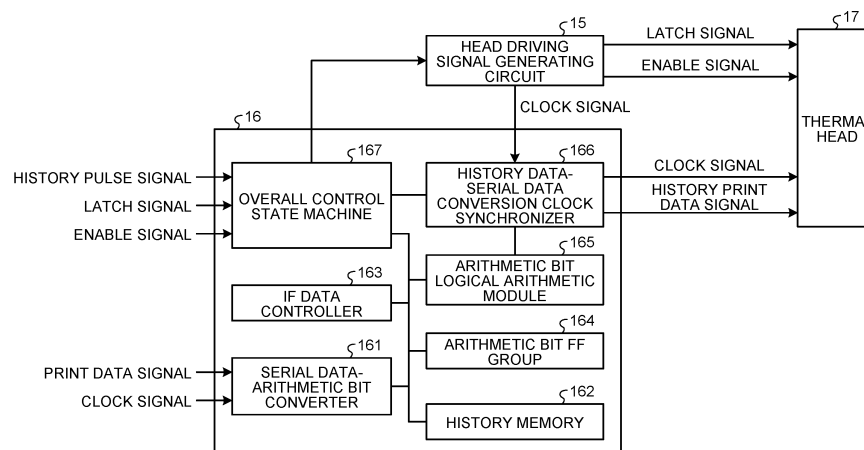 15
HEAD DRIVING
SIGNAL GENERATING
CIRCUIT
LATCH SIGNAL
ENABLE SIGNAL
17
THERMA
HEAD
CLOCK SIGNAL
16
167
OVERALL CONTROL
STATE MACHINE
HISTORY PULSE SIGNAL
LATCH SIGNAL
ENABLE SIGNAL
166
HISTORY DATA-
SERIAL DATA
CONVERSION CLOCK
SYNCHRONIZER
CLOCK SIGNAL
HISTORY PRINT
DATA SIGNAL
165
ARITHMETIC BIT
LOGICAL ARITHMETIC
MODULE
163
IF DATA
CONTROLLER
164
ARITHMETIC BIT FF
GROUP
161
SERIAL DATA-
ARITHMETIC BIT
CONVERTER
PRINT DATA SIGNAL
CLOCK SIGNAL
162
HISTORY MEMORY